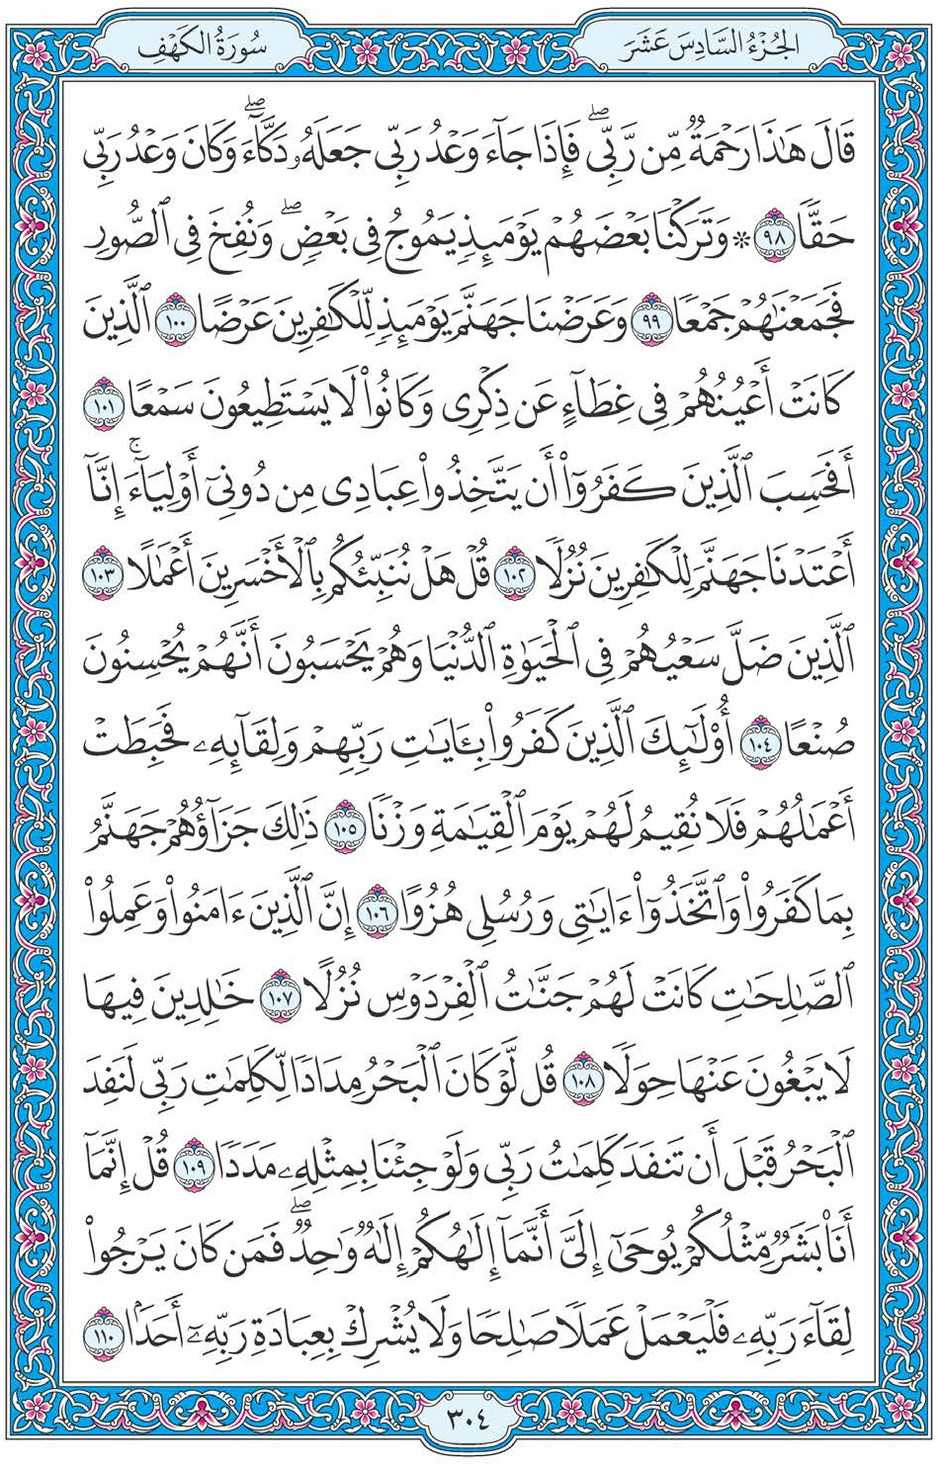 الجُزْءُ السَّادِسَ عَشَرَ
سُورَةُ الكَهْفِ
قَالَ هَٰذَا رَحْمَةٌ مِّن رَّبِّىۖ فَإِذَا جَآءَ وَعْدُ رَبِّى جَعَلَهُۥ دَكَّآءَۖ وَكَانَ وَعْدُ رَبِّى
حَقًّا ٩٨ ۞ وَتَرَكْنَا بَعْضَهُمْ يَوْمَئِذٍ يَمُوجُ فِى بَعْضٍۖ وَنُفِخَ فِى ٱلصُّورِ
فَجَمَعْنَٰهُمْ جَمْعًا ٩٩ وَعَرَضْنَا جَهَنَّمَ يَوْمَئِذٍ لِّلْكَٰفِرِينَ عَرْضًا ١٠٠ ٱلَّذِينَ
كَانَتْ أَعْيُنُهُمْ فِى غِطَآءٍ عَن ذِكْرِى وَكَانُوا۟ لَا يَسْتَطِيعُونَ سَمْعًا ١٠١
أَفَحَسِبَ ٱلَّذِينَ كَفَرُوٓا۟ أَن يَتَّخِذُوا۟ عِبَادِى مِن دُونِىٓ أَوْلِيَآءَۚ إِنَّآ
أَعْتَدْنَا جَهَنَّمَ لِلْكَٰفِرِينَ نُزُلًا ١٠٢ قُلْ هَلْ نُنَبِّئُكُم بِٱلْأَخْسَرِينَ أَعْمَٰلًا ١٠٣
ٱلَّذِينَ ضَلَّ سَعْيُهُمْ فِى ٱلْحَيَوٰةِ ٱلدُّنْيَا وَهُمْ يَحْسَبُونَ أَنَّهُمْ يُحْسِنُونَ
صُنْعًا ١٠٤ أُو۟لَٰٓئِكَ ٱلَّذِينَ كَفَرُوا۟ بِـَٔايَٰتِ رَبِّهِمْ وَلِقَآئِهِۦ فَحَبِطَتْ
أَعْمَٰلُهُمْ فَلَا نُقِيمُ لَهُمْ يَوْمَ ٱلْقِيَٰمَةِ وَزْنًا ١٠٥ ذَٰلِكَ جَزَآؤُهُمْ جَهَنَّمُ
بِمَا كَفَرُوا۟ وَٱتَّخَذُوٓا۟ ءَايَٰتِى وَرُسُلِى هُزُوًا ١٠٦ إِنَّ ٱلَّذِينَ ءَامَنُوا۟ وَعَمِلُوا۟
ٱلصَّٰلِحَٰتِ كَانَتْ لَهُمْ جَنَّٰتُ ٱلْفِرْدَوْسِ نُزُلًا ١٠٧ خَٰلِدِينَ فِيهَا
لَا يَبْغُونَ عَنْهَا حِوَلًا ١٠٨ قُل لَّوْ كَانَ ٱلْبَحْرُ مِدَادًا لِّكَلِمَٰتِ رَبِّى لَنَفِدَ
ٱلْبَحْرُ قَبْلَ أَن تَنفَدَ كَلِمَٰتُ رَبِّى وَلَوْ جِئْنَا بِمِثْلِهِۦ مَدَدًا ١٠٩ قُلْ إِنَّمَآ
أَنَا۠ بَشَرٌ مِّثْلُكُمْ يُوحَىٰٓ إِلَىَّ أَنَّمَآ إِلَٰهُكُمْ إِلَٰهٌ وَٰحِدٌۖ فَمَن كَانَ يَرْجُوا۟
لِقَآءَ رَبِّهِۦ فَلْيَعْمَلْ عَمَلًا صَٰلِحًا وَلَا يُشْرِكْ بِعِبَادَةِ رَبِّهِۦٓ أَحَدًۢا ١١٠
٣٠٤